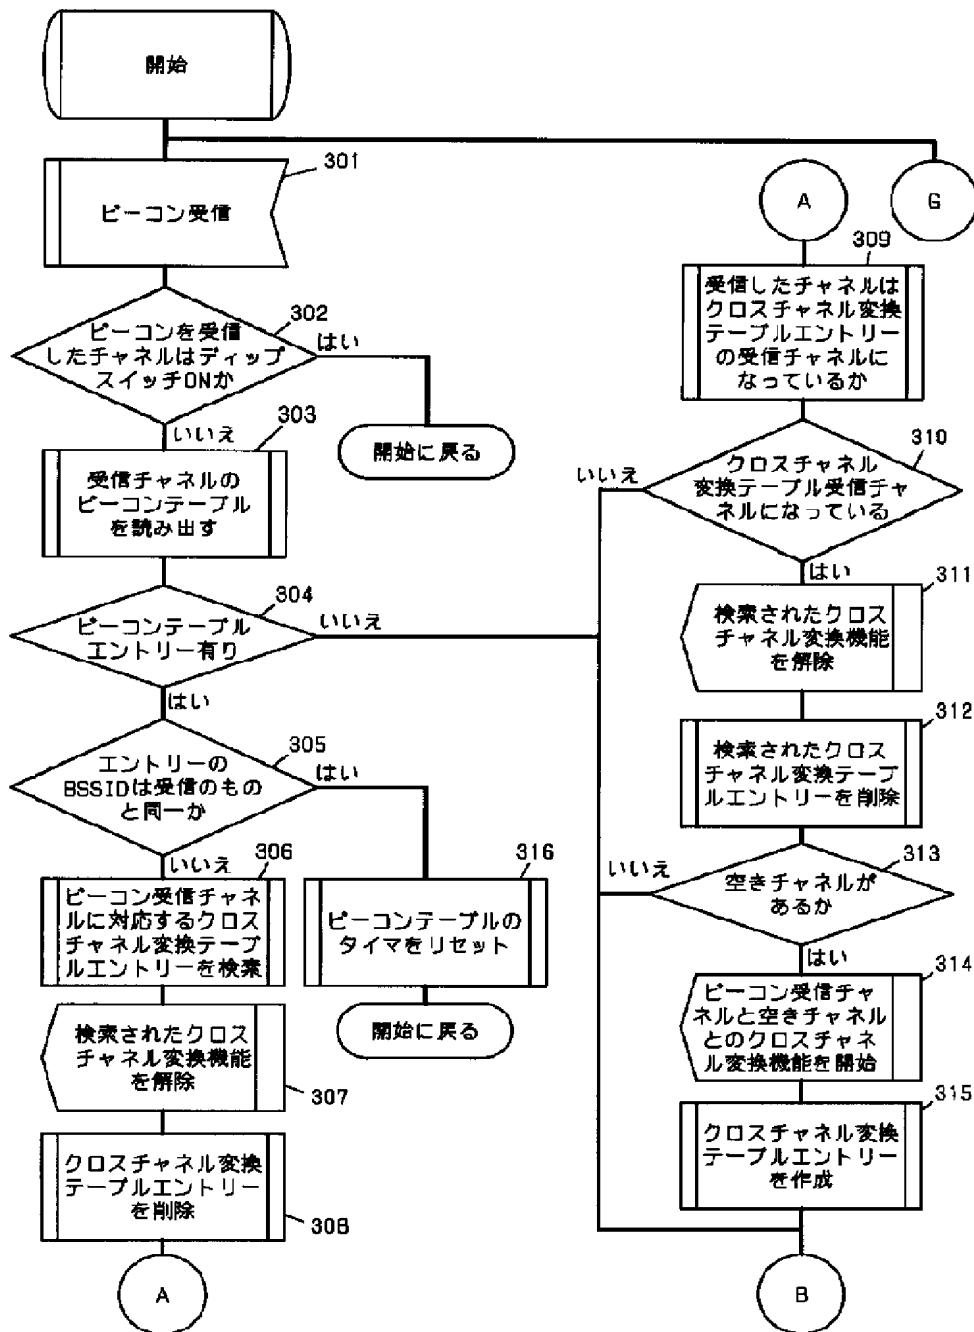 開始
301
ビーコン受信
302
ビーコンを受信
したチャネルはディップ
スイッチONか
はい
開始に戻る
いいえ
303
受信チャネルの
ビーコンテーブル
を読み出す
304
ビーコンテーブル
エントリー有り
いいえ
はい
305
エントリーの
BSSIDは受信のもの
と同一か
はい
いいえ
306
ビーコン受信チャネ
ルに対応するクロス
チャネル変換テーブ
ルエントリーを検索
316
ビーコンテーブルの
タイマをリセット
開始に戻る
検索されたクロス
チャネル変換機能
を解除
307
クロスチャネル変換
テーブルエントリー
を削除
308
A
A
G
309
受信したチャネルは
クロスチャネル変換
テーブルエントリー
の受信チャネルに
なっているか
310
クロスチャネル
変換テーブル受信チャ
ネルになっている
いいえ
はい
311
検索されたクロス
チャネル変換機能
を解除
312
検索されたクロス
チャネル変換テーブ
ルエントリーを削除
313
空きチャネルが
あるか
いいえ
はい
314
ビーコン受信チャ
ネルと空きチャネル
とのクロスチャネ
ル変換機能を開始
315
クロスチャネル変換
テーブルエントリー
を作成
B